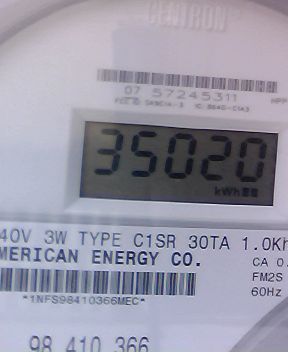 CENTRON®
07 57245311
35020
kWh
40V 3W TYPE C1SR 30TA 1.0Kh
MERICAN ENERGY CO.
CA 0.
FM2S
60Hz
*1NFS98410366MEC*
98 410 366